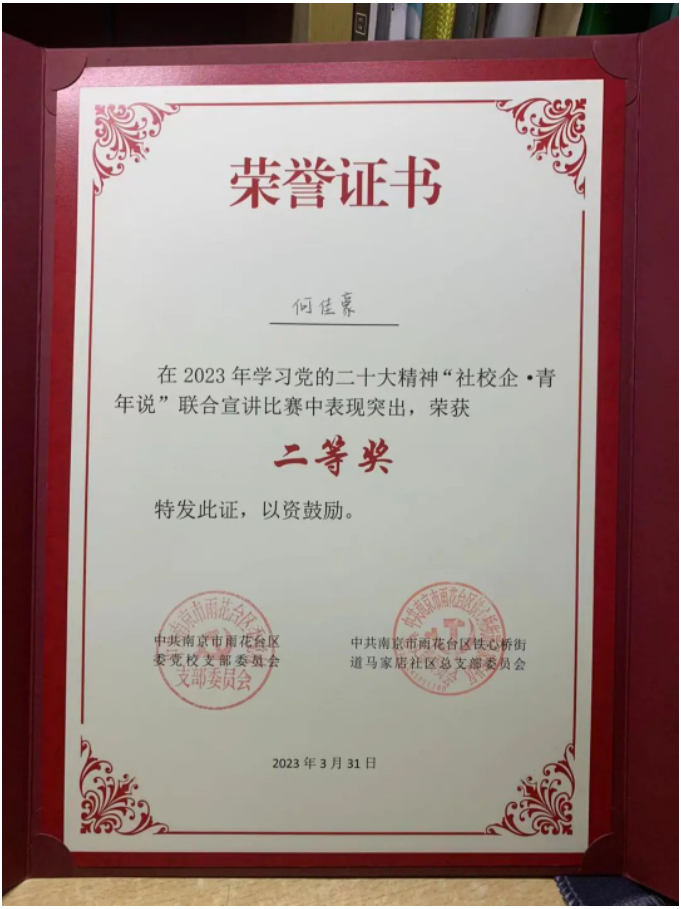 荣誉证书
何佳豪
在 2023 年学习党的二十大精神“社校企·青
年说”联合宣讲比赛中表现突出，荣获
二等奖
特发此证，以资鼓励。
中共南京市雨花台区
委党校支部委员会
支部委员会
中共南京市雨花台区铁心桥街
道马家店社区总支部委员会
2023 年 3 月 31 日